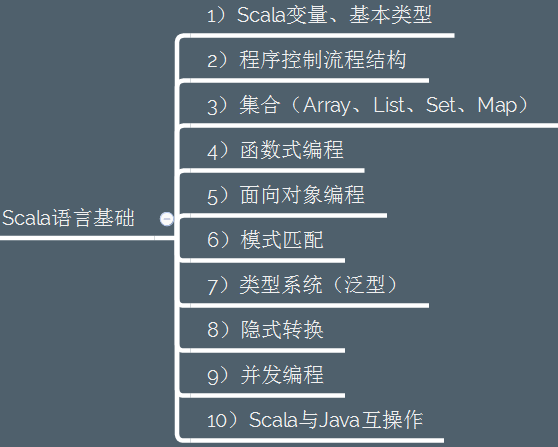 Scala语言基础
1）Scala变量、基本类型
2）程序控制流程结构
3）集合（Array、List、Set、Map）
4）函数式编程
5）面向对象编程
6）模式匹配
7）类型系统（泛型）
8）隐式转换
9）并发编程
10）Scala与Java互操作